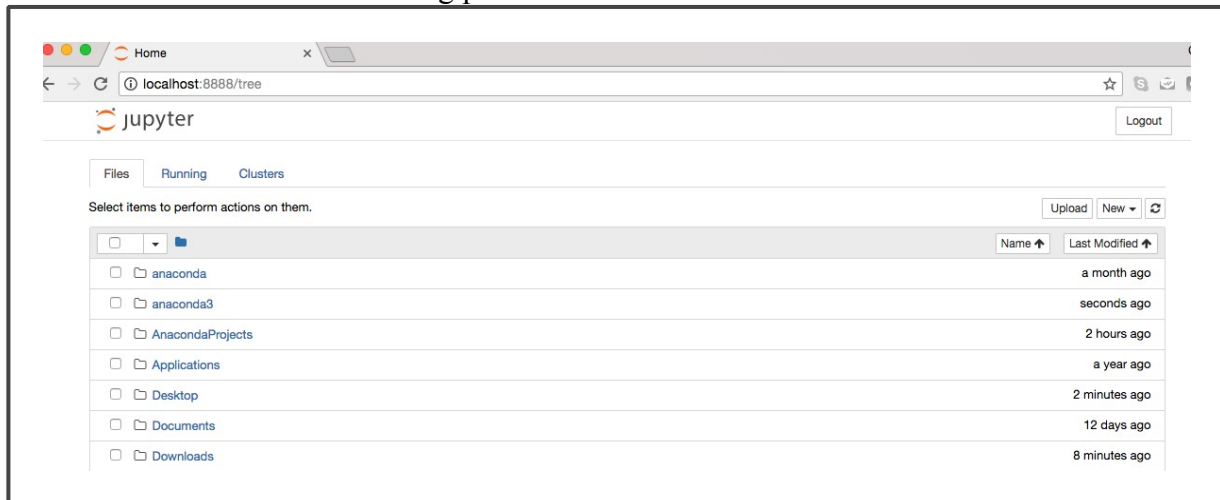 Home
localhost:8888/tree
jupyter
Logout
Files Running Clusters
Select items to perform actions on them.
Upload New
Name Last Modified
anaconda a month ago
anaconda3 seconds ago
AnacondaProjects 2 hours ago
Applications a year ago
Desktop 2 minutes ago
Documents 12 days ago
Downloads 8 minutes ago